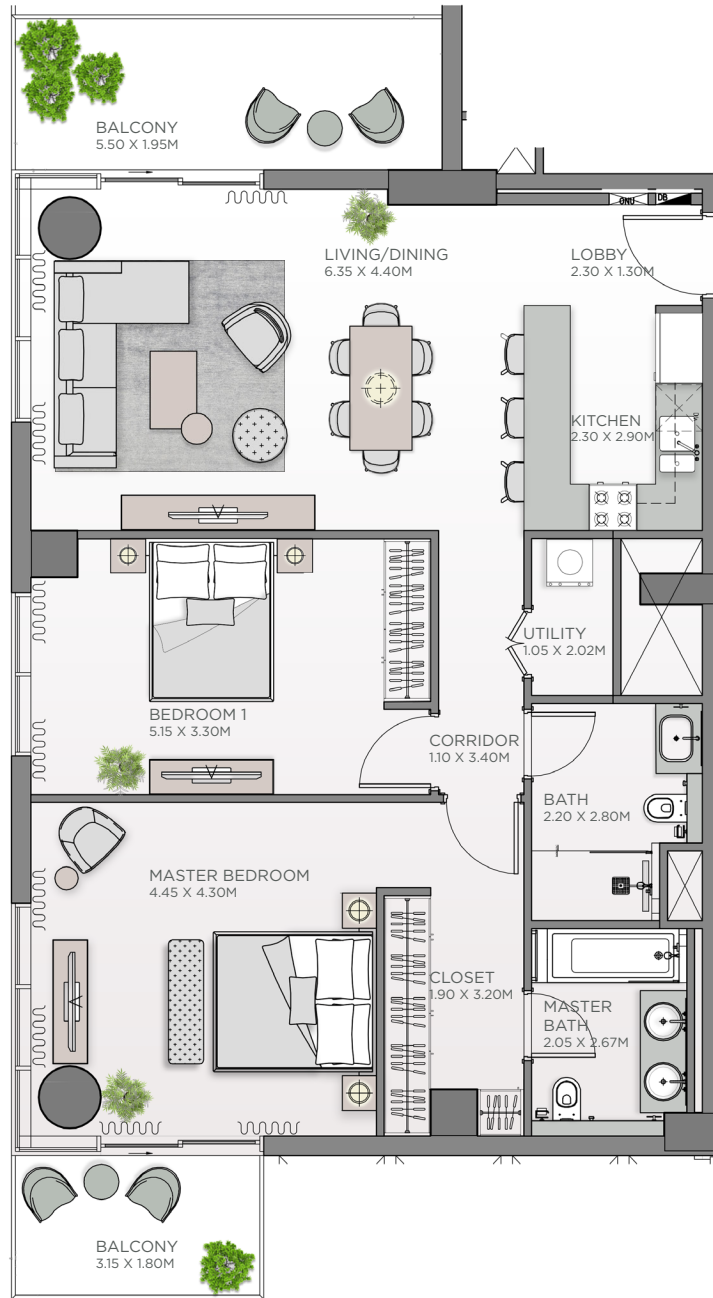 BALCONY
5.50 X 1.95M
ONU
DB
LIVING/DINING
6.35 X 4.40M
LOBBY
2.30 X 1.30M
KITCHEN
2.30 X 2.90M
UTILITY
1.05 X 2.02M
BEDROOM 1
5.15 X 3.30M
CORRIDOR
1.10 X 3.40M
BATH
2.20 X 2.80M
MASTER BEDROOM
4.45 X 4.30M
CLOSET
1.90 X 3.20M
MASTER
BATH
2.05 X 2.67M
BALCONY
3.15 X 1.80M